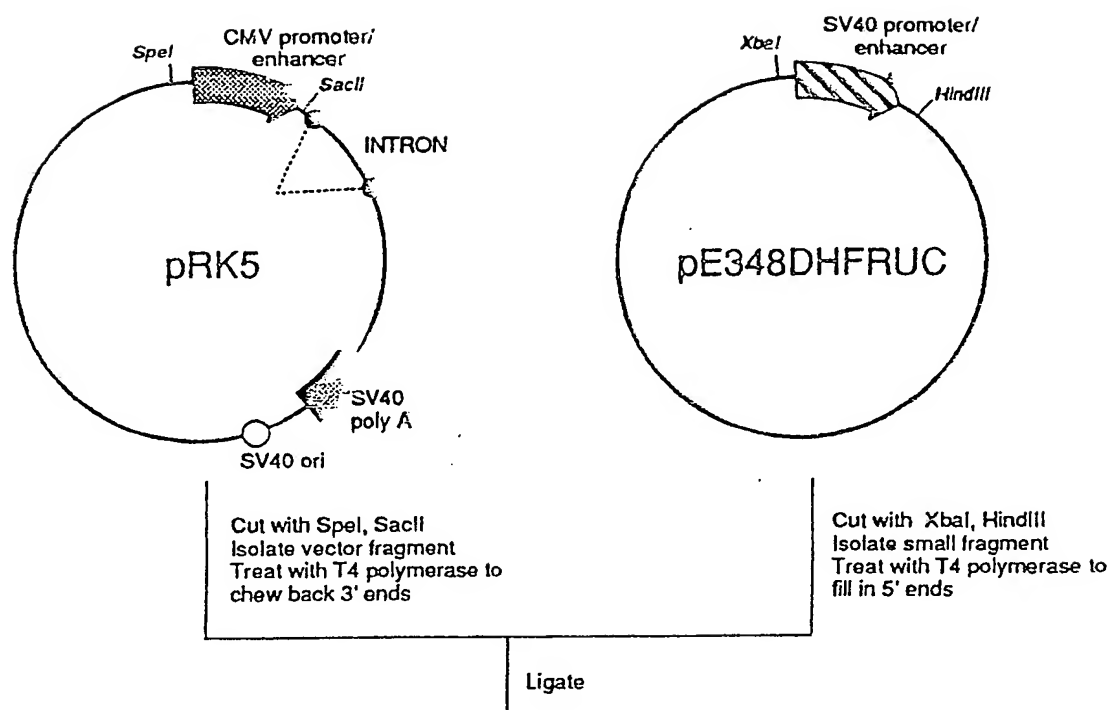 SpeI
CMV promoter/
enhancer
SacII
INTRON
pRK5
SV40
poly A
SV40 ori
XbaI
SV40 promoter/
enhancer
HindIII
pE348DHFRUC
Cut with SpeI, SacII
Isolate vector fragment
Treat with T4 polymerase to
chew back 3' ends
Cut with XbaI, HindIII
Isolate small fragment
Treat with T4 polymerase to
fill in 5' ends
Ligate